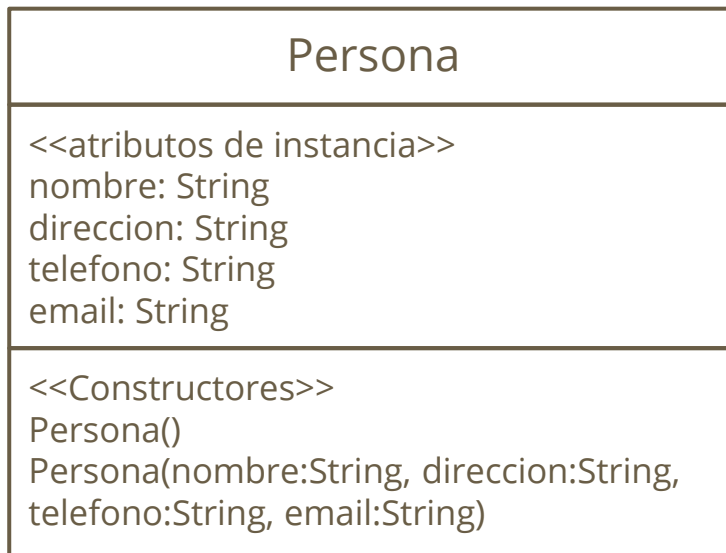 Persona
<<atributos de instancia>>
nombre: String
direccion: String
telefono: String
email: String
<<Constructores>>
Persona()
Persona(nombre:String, direccion:String,
telefono:String, email:String)